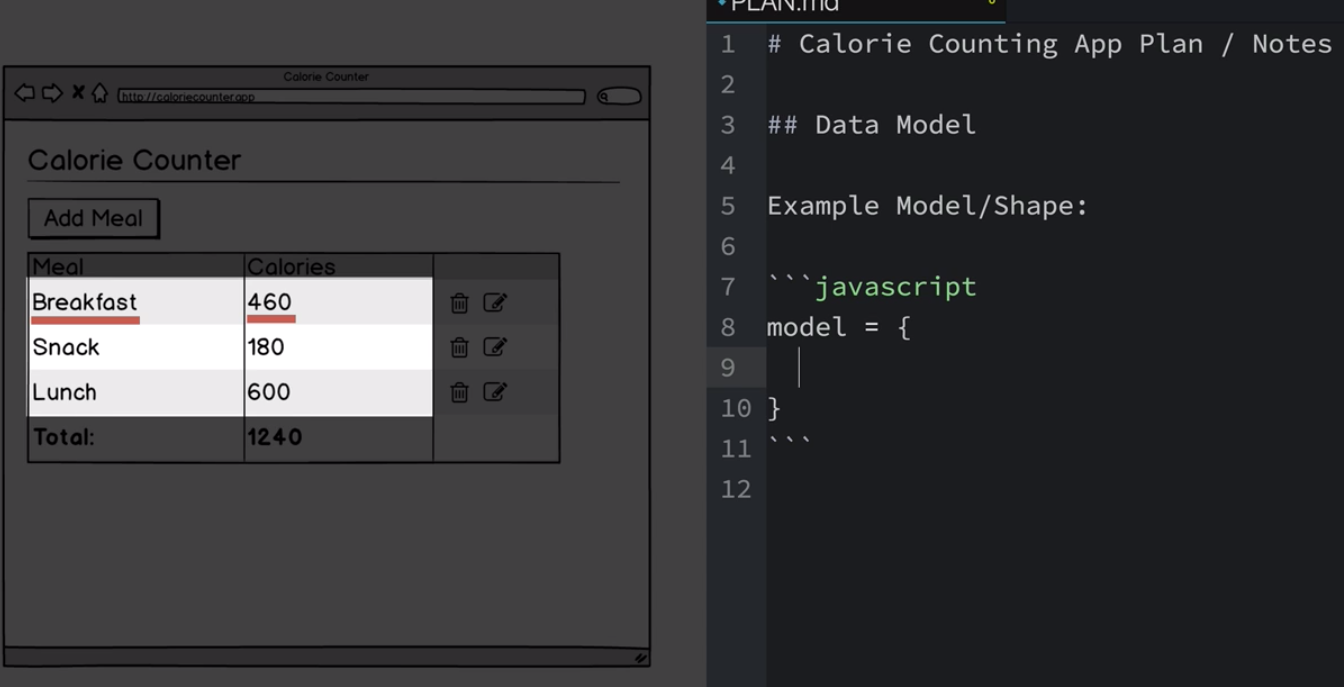 Calorie Counter
http://caloriecounter.app
Calorie Counter
Add Meal
Meal Calories
Breakfast 460
Snack 180
Lunch 600
Total: 1240
PLAN.md
1 # Calorie Counting App Plan / Notes
2
3 ## Data Model
4
5 Example Model/Shape:
6
7 ```javascript
8 model = {
9
10 }
11 ```
12